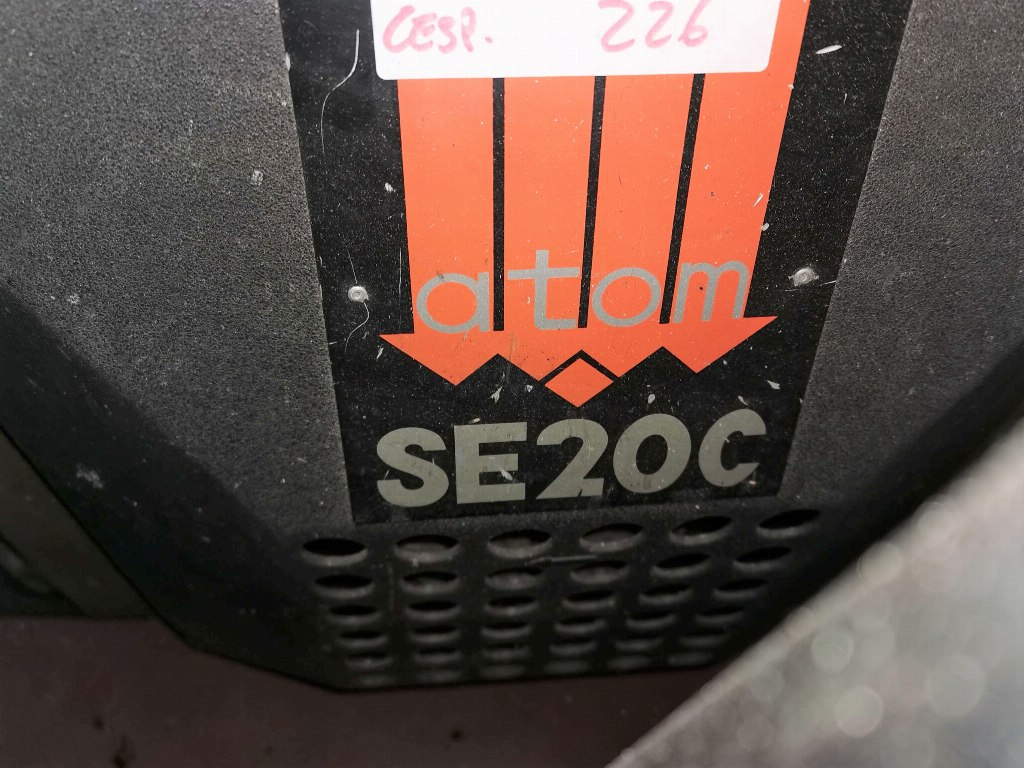 CESP. 226
atom
SE20C